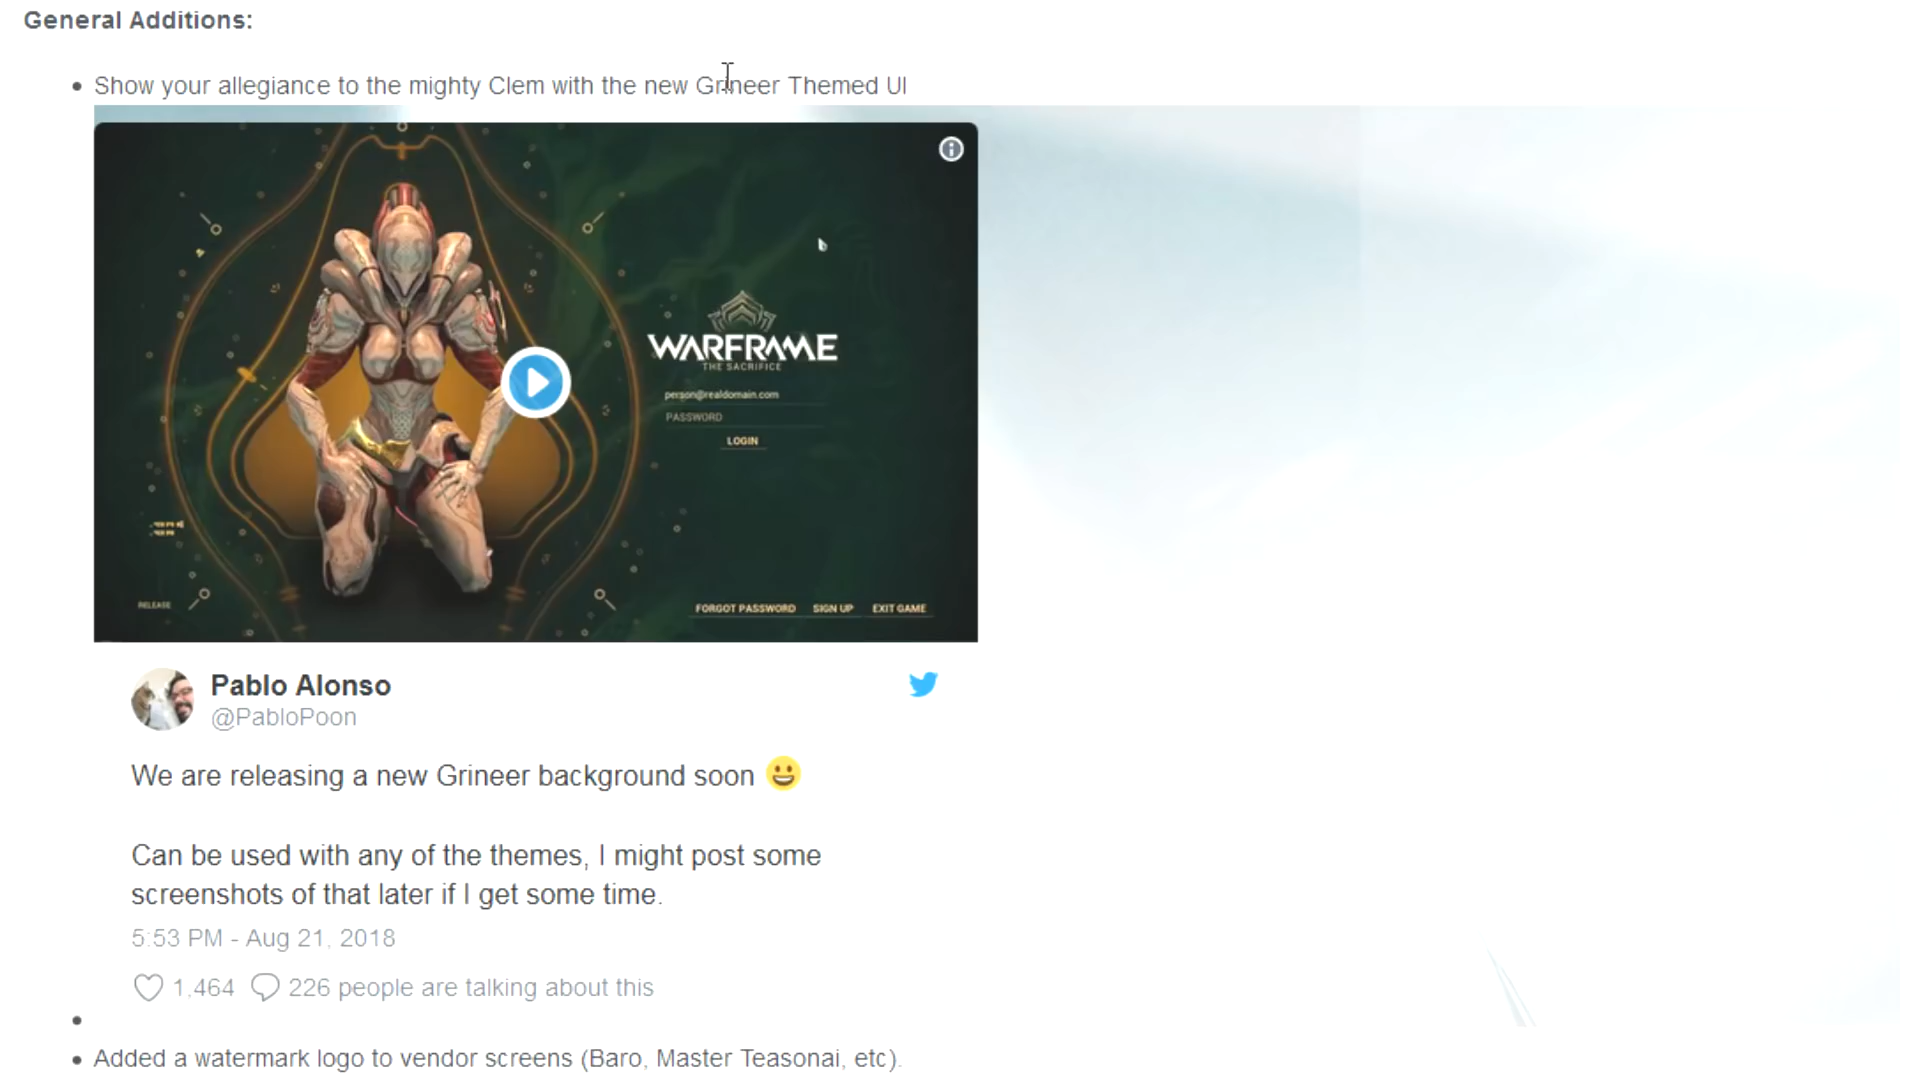 General Additions:
Show your allegiance to the mighty Clem with the new Grineer Themed UI
WARFRAME
THE SACRIFICE
person@realdomain.com
PASSWORD
LOGIN
RELEASE
FORGOT PASSWORD SIGN UP EXIT GAME
Pablo Alonso
@PabloPoon
We are releasing a new Grineer background soon 😀
Can be used with any of the themes, I might post some
screenshots of that later if I get some time.
5:53 PM - Aug 21, 2018
1,464 226 people are talking about this
Added a watermark logo to vendor screens (Baro, Master Teasonai, etc).